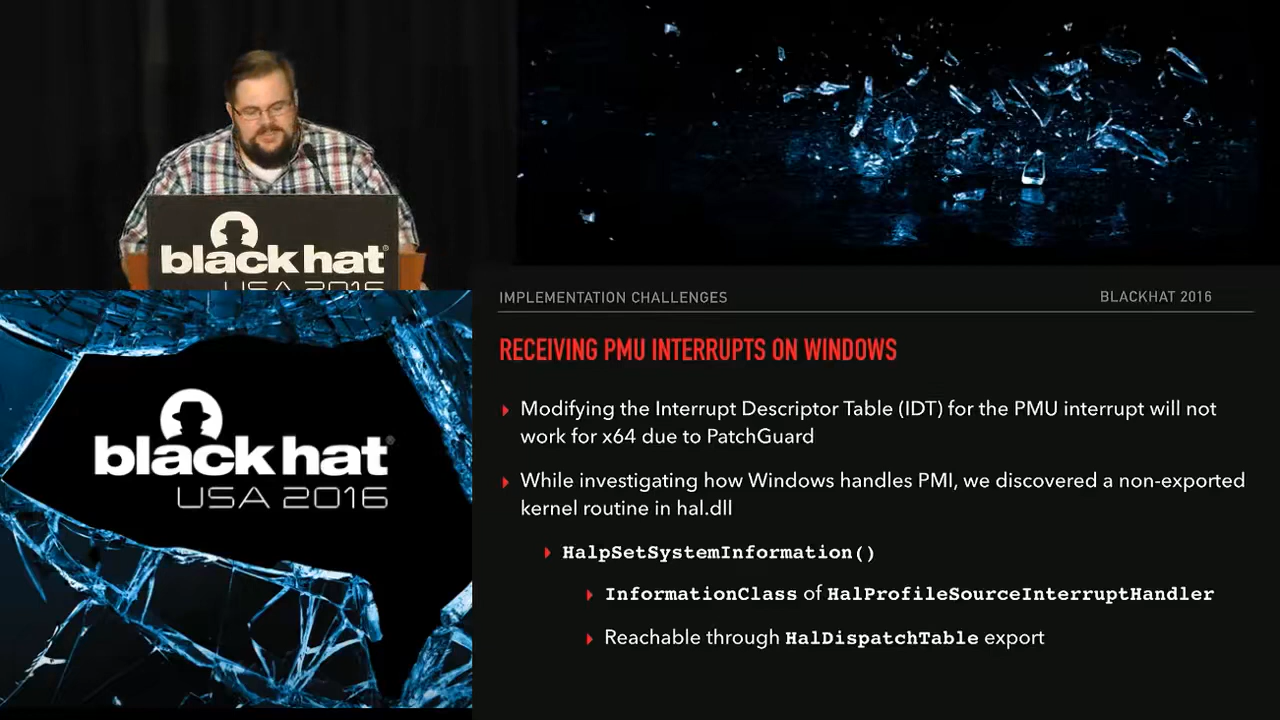 black hat
USA 2016
black hat
USA 2016
IMPLEMENTATION CHALLENGES
BLACKHAT 2016
RECEIVING PMU INTERRUPTS ON WINDOWS
Modifying the Interrupt Descriptor Table (IDT) for the PMU interrupt will not
work for x64 due to PatchGuard
While investigating how Windows handles PMI, we discovered a non-exported
kernel routine in hal.dll
HalpSetSystemInformation()
InformationClass of HalProfileSourceInterruptHandler
Reachable through HalDispatchTable export